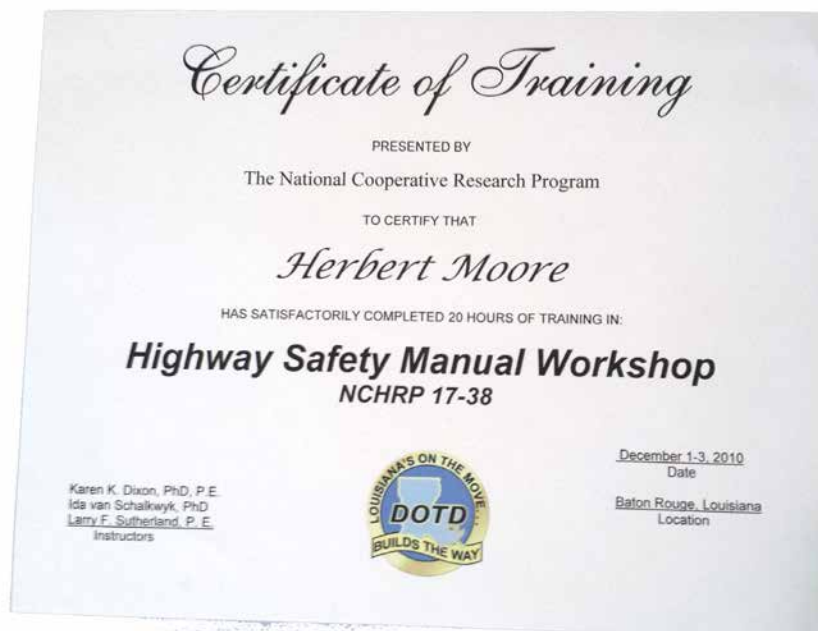 Certificate of Training
PRESENTED BY
The National Cooperative Research Program
TO CERTIFY THAT
Herbert Moore
HAS SATISFACTORILY COMPLETED 20 HOURS OF TRAINING IN:
Highway Safety Manual Workshop
NCHRP 17-38
Karen K. Dixon, PhD, P.E.
Ida van Schalkwyk, PhD
Larry F. Sutherland, P. E.
Instructors
LOUISIANA'S ON THE MOVE...
DOTD
BUILDS THE WAY
December 1-3, 2010
Date
Baton Rouge, Louisiana
Location